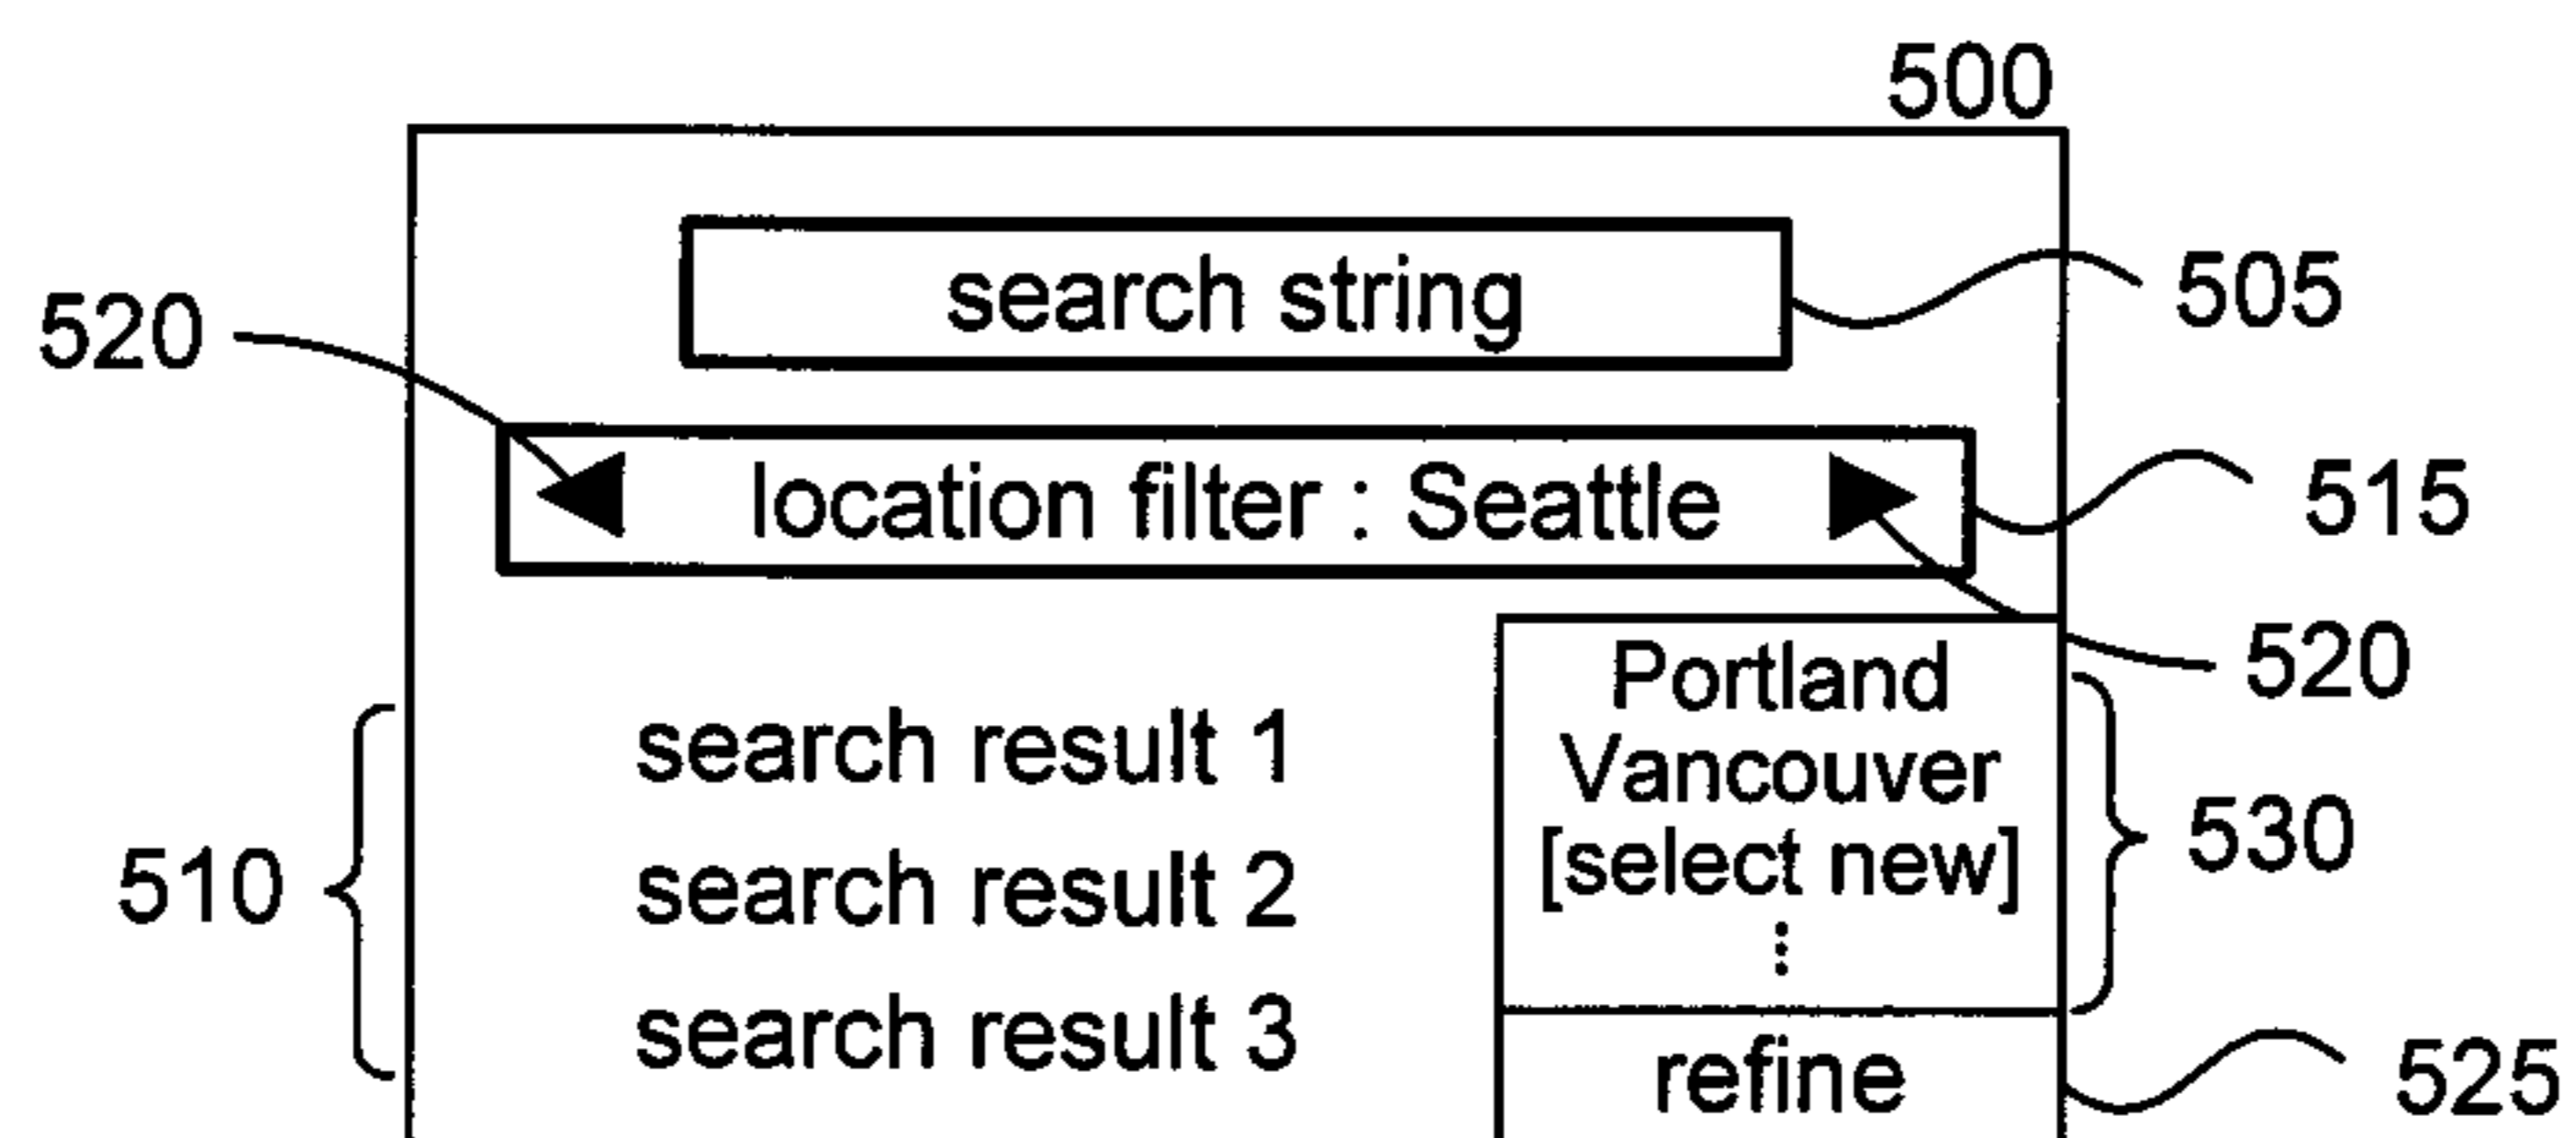 500
search string
505
520
location filter : Seattle
515
520
Portland
Vancouver
[select new]
530
510
search result 1
search result 2
search result 3
refine
525